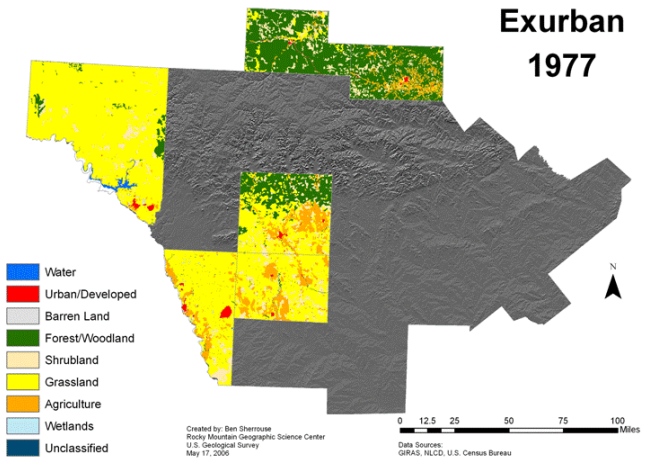 Exurban
1977
N
Water
Urban/Developed
Barren Land
Forest/Woodland
Shrubland
Grassland
Agriculture
Wetlands
Unclassified
Created by: Ben Sherrouse
Rocky Mountain Geographic Science Center
U.S. Geological Survey
May 17, 2006
0 12.5 25 50 75 100
Miles
Data Sources:
GIRAS, NLCD, U.S. Census Bureau